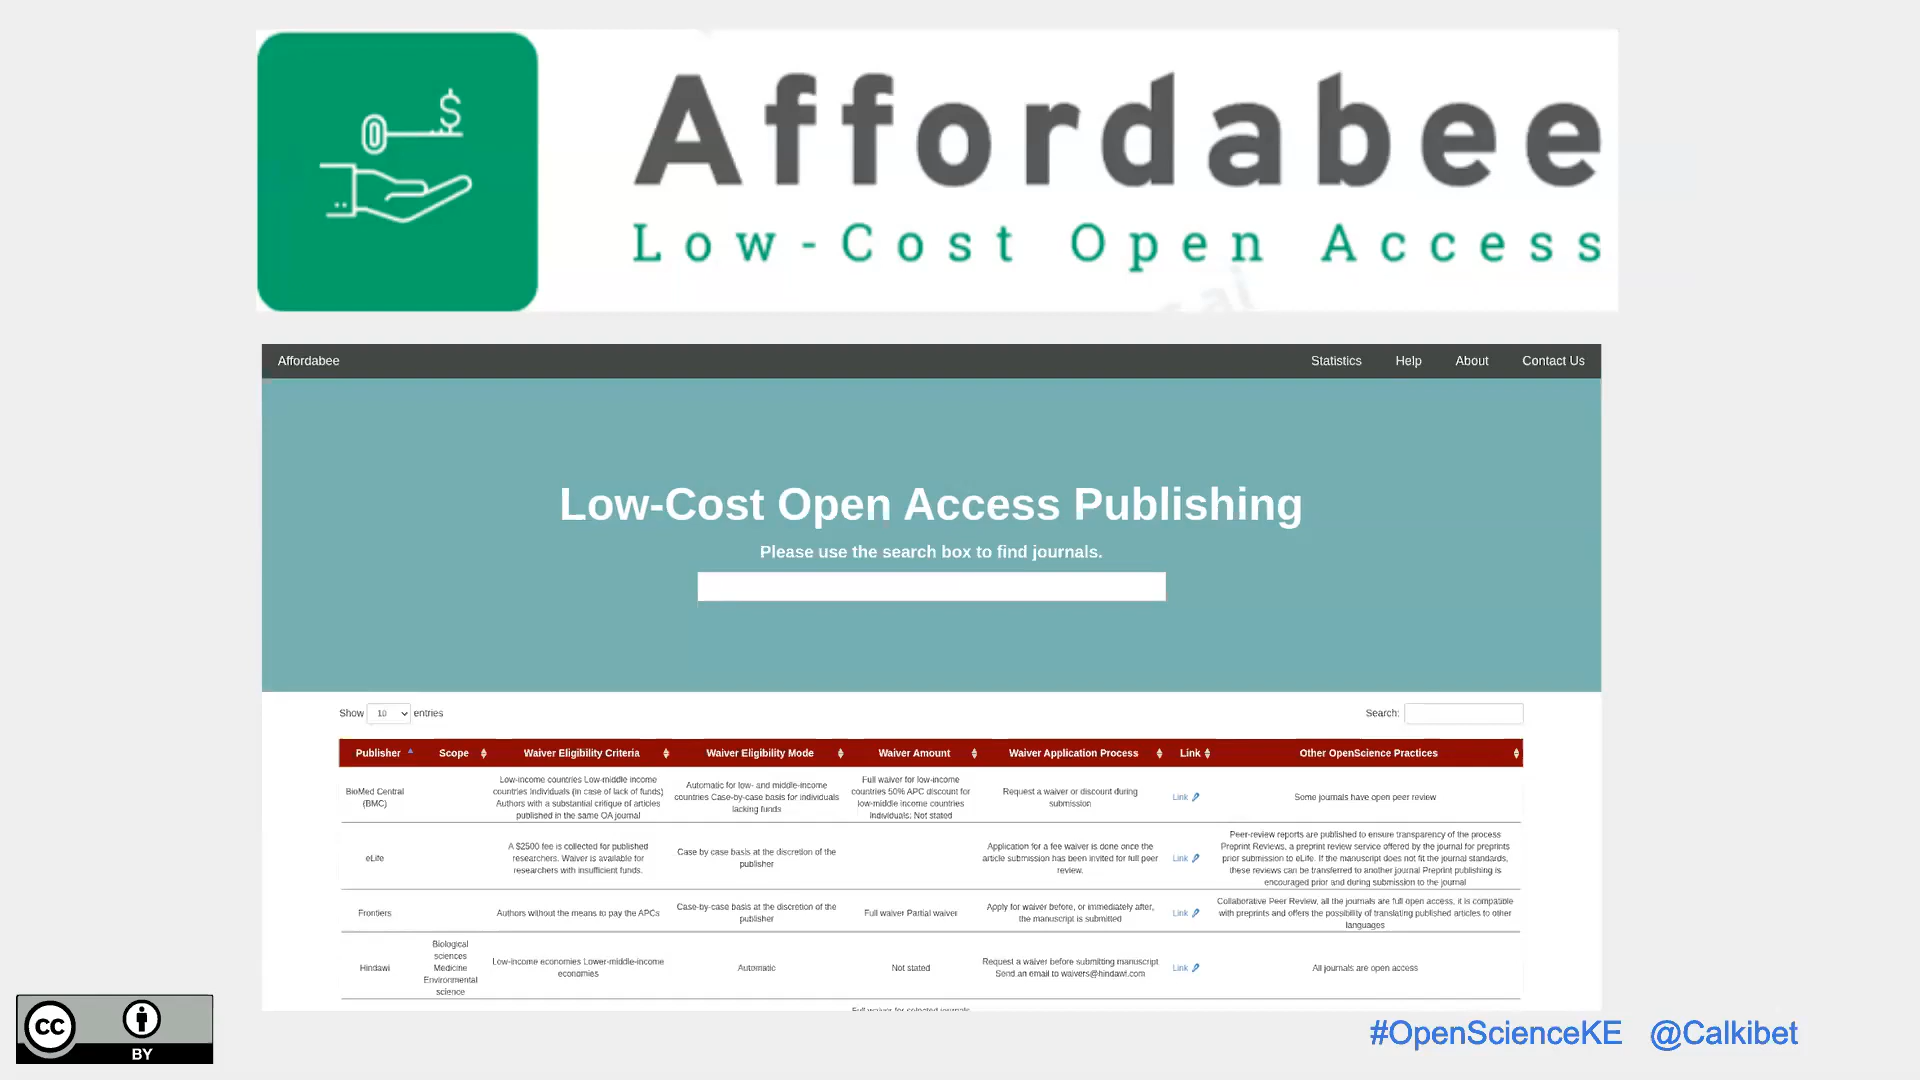 Affordabee
Low-Cost Open Access
Affordabee Statistics Help About Contact Us
Low-Cost Open Access Publishing
Please use the search box to find journals.
Show 10 entries Search:
Publisher Scope Waiver Eligibility Criteria Waiver Eligibility Mode Waiver Amount Waiver Application Process Link Other OpenScience Practices
BioMed Central
(BMC)
Low-income countries Low-middle income
countries Individuals (in case of lack of funds)
Authors with a substantial critique of articles
published in the same OA journal
Automatic for low- and middle-income
countries Case-by-case basis for individuals
lacking funds
Full waiver for low-income
countries 50% APC discount for
low-middle income countries
Individuals: Not stated
Request a waiver or discount during
submission
Link
Some journals have open peer review
eLife
A $2500 fee is collected for published
researchers. Waiver is available for
researchers with insufficient funds.
Case by case basis at the discretion of the
publisher
Application for a fee waiver is done once the
article submission has been invited for full peer
review.
Link
Peer-review reports are published to ensure transparency of the process
Preprint Reviews, a preprint review service offered by the journal for preprints
prior submission to eLife. If the manuscript does not fit the journal standards,
these reviews can be transferred to another journal Preprint publishing is
encouraged prior and during submission to the journal
Frontiers
Authors without the means to pay the APCs
Case-by-case basis at the discretion of the
publisher
Full waiver Partial waiver
Apply for waiver before, or immediately after,
the manuscript is submitted
Link
Collaborative Peer Review, all the journals are full open access, it is compatable
with preprints and offers the possibility of translating published articles to other
languages
Hindawi
Biological
sciences
Medicine
Environmental
science
Low-income economies Lower-middle-income
economies
Automatic
Not stated
Request a waiver before submitting manuscript
Send an email to waivers@hindawi.com
Link
All journals are open access
Full waiver for selected journals
cc
BY
#OpenScienceKE @Calkibet